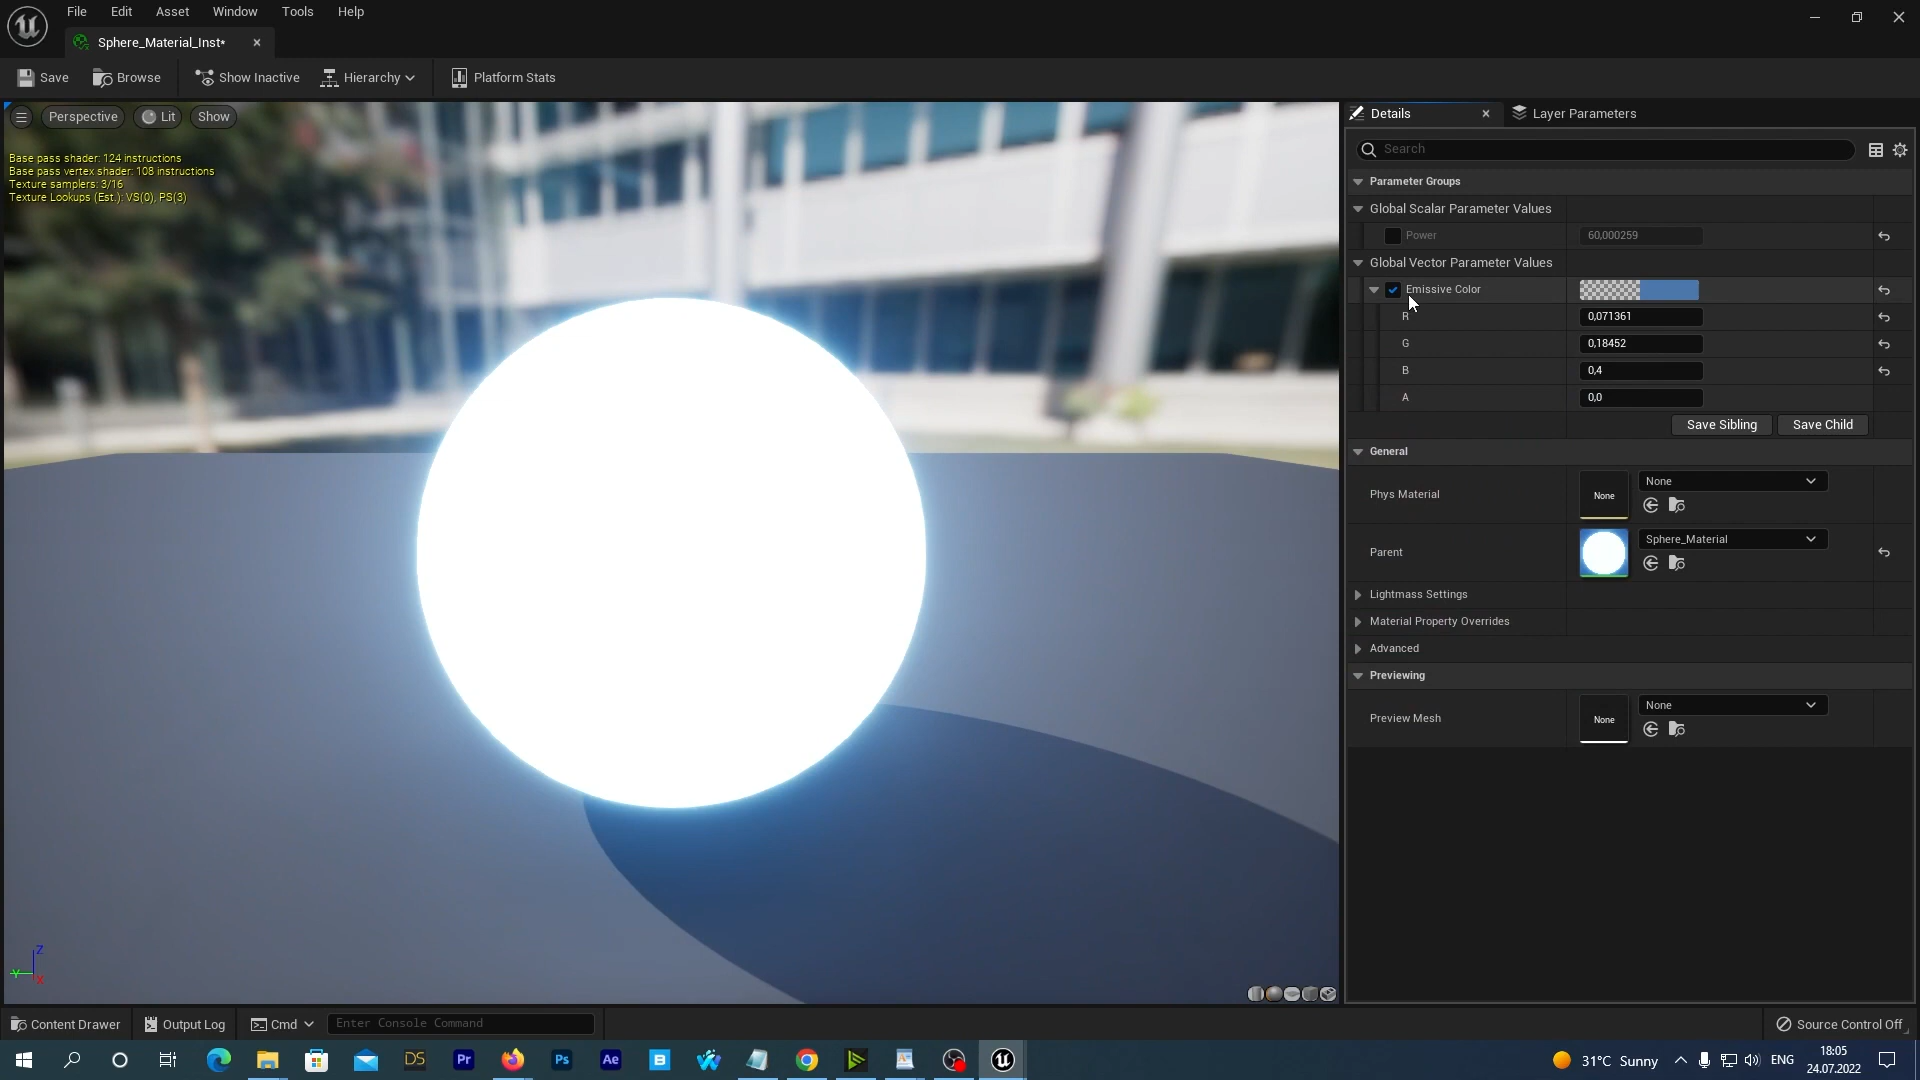 File Edit Asset Window Tools Help
Sphere_Material_Inst*
Save Browse Show Inactive Hierarchy Platform Stats
Perspective Lit Show
Base pass shader: 124 instructions
Base pass vertex shader: 108 instructions
Texture samplers: 3/16
Texture Lookups (Est.): VS(0), PS(3)
Z
Y
X
Details Layer Parameters
Search
Parameter Groups
Global Scalar Parameter Values
Power 60,000259
Global Vector Parameter Values
Emissive Color
R 0,071361
G 0,18452
B 0,4
A 0,0
Save Sibling Save Child
General
Phys Material None None
Parent Sphere_Material
Lightmass Settings
Material Property Overrides
Advanced
Previewing
Preview Mesh None None
Content Drawer Output Log Cmd Enter Console Command Source Control Off
DS Pr Ps Ae B
31°C Sunny ENG 18:05
24.07.2022